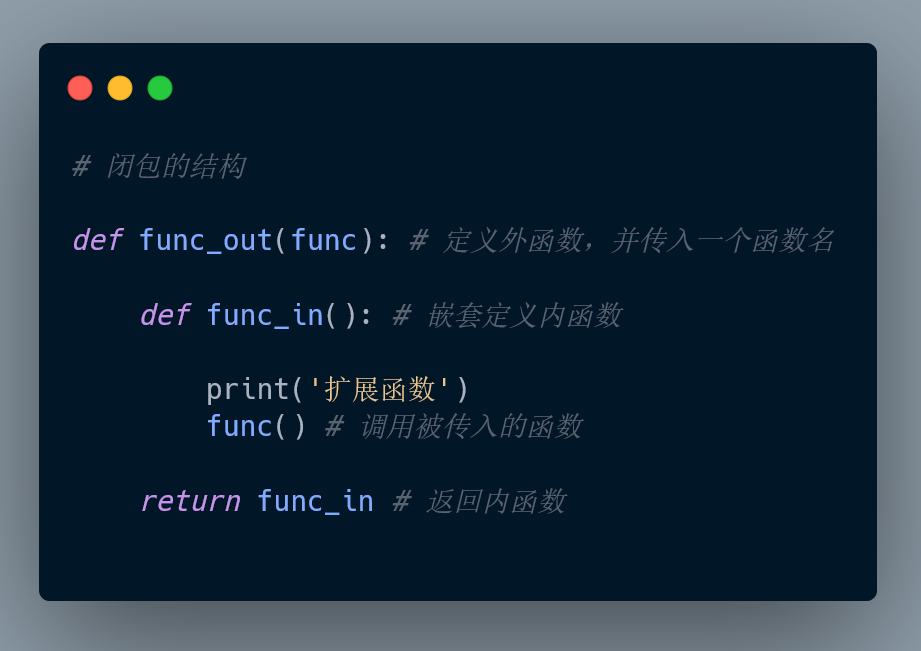 # 闭包的结构
def func_out(func): # 定义外函数，并传入一个函数名
def func_in(): # 嵌套定义内函数
print('扩展函数')
func() # 调用被传入的函数
return func_in # 返回内函数